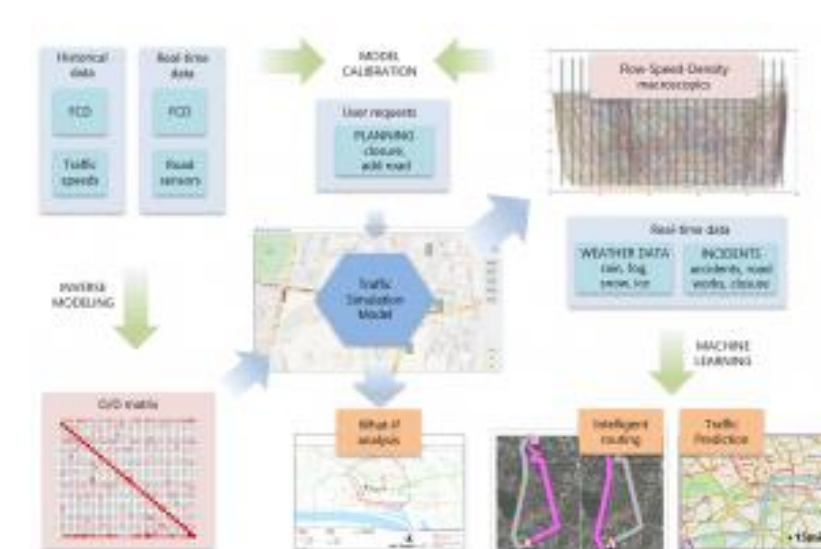 Historical
data
Real-time
data
FCD
FCD
Traffic
speeds
Road
sensors
MODEL
CALIBRATION
User requests
PLANNING
closure,
add road
Flow-Speed-Density
macroscopics
Real-time data
WEATHER DATA
rain, fog,
snow, ice
INCIDENTS
accidents, road
works, closure
INVERSE
MODELING
Traffic
Simulation
Model
MACHINE
LEARNING
O/D matrix
What-if
analysis
Intelligent
routing
Traffic
Prediction